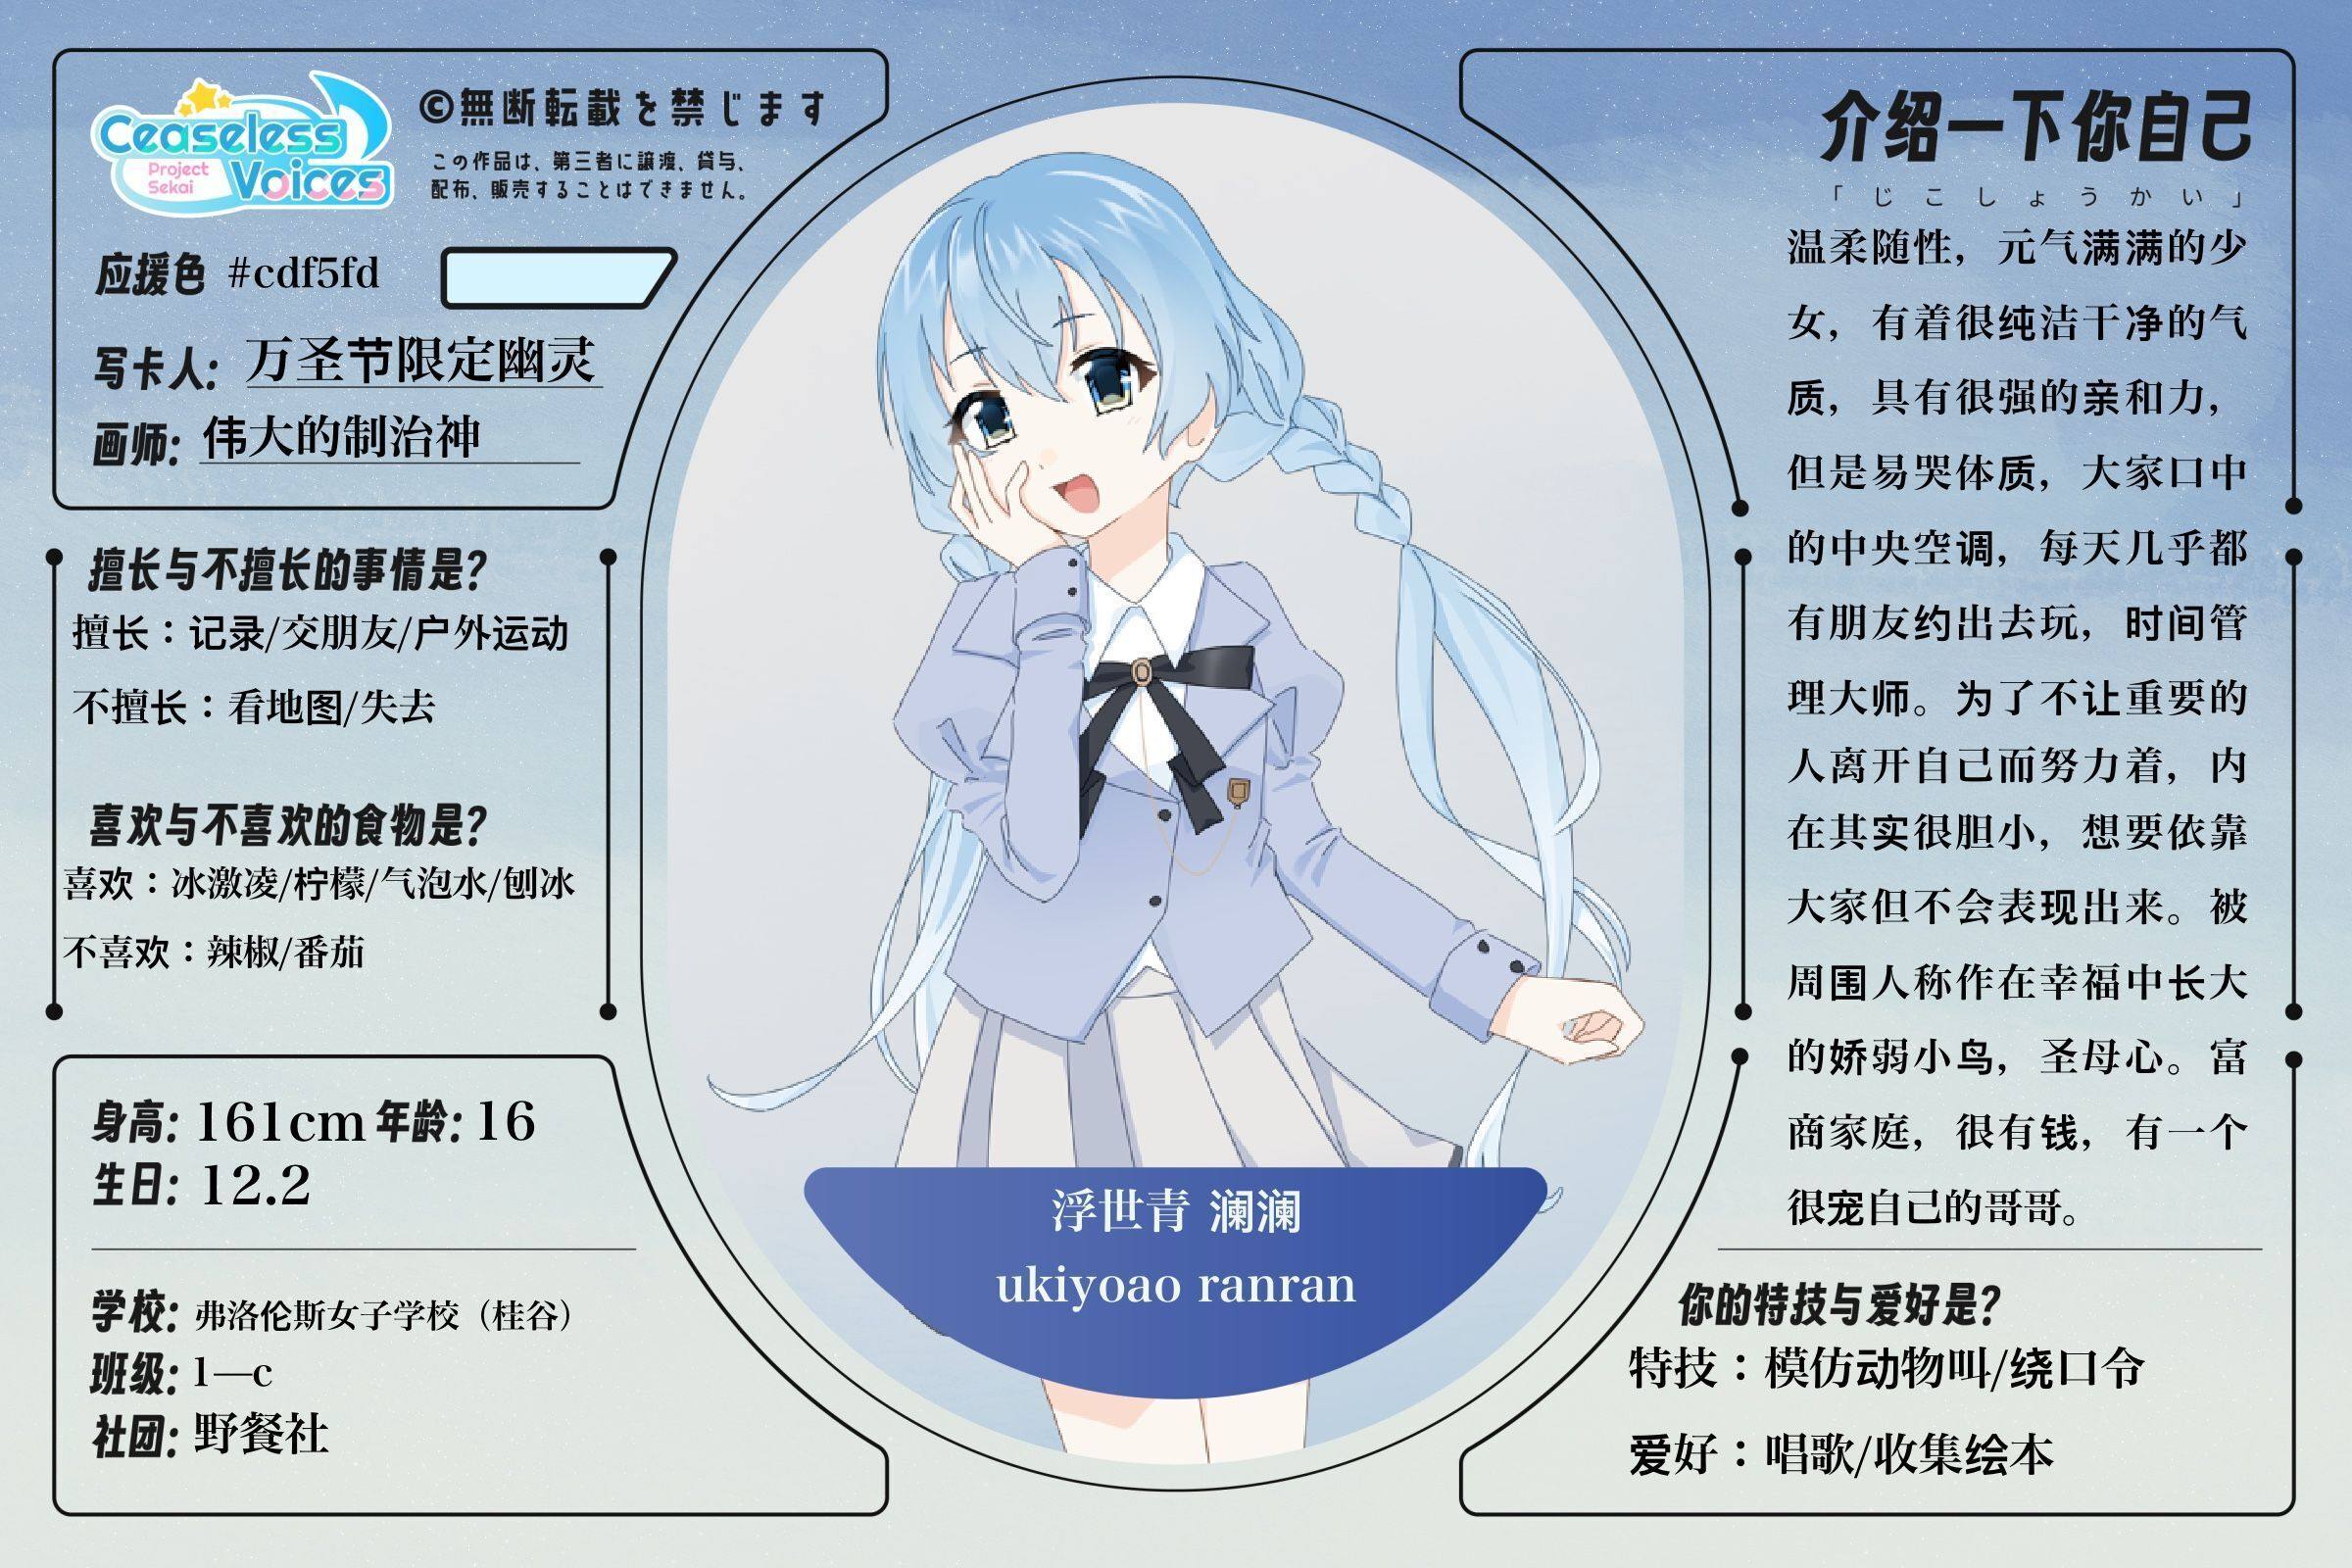 Ceaseless
Project
Sekai
Voices
©無断転載を禁じます
この作品は、第三者に譲渡、貸与、
配布、販売することはできません。
应援色 #cdf5fd
写卡人: 万圣节限定幽灵
画师: 伟大的制治神
擅长与不擅长的事情是?
擅长：记录/交朋友/户外运动
不擅长：看地图/失去
喜欢与不喜欢的食物是?
喜欢：冰激凌/柠檬/气泡水/刨冰
不喜欢：辣椒/番茄
身高: 161cm 年龄: 16
生日: 12.2
学校: 弗洛伦斯女子学校（桂谷）
班级: 1—c
社团: 野餐社
浮世青 澜澜
ukiyoao ranran
介绍一下你自己
「じこしょうかい」
温柔随性，元气满满的少
女，有着很纯洁干净的气
质，具有很强的亲和力，
但是易哭体质，大家口中
的中央空调，每天几乎都
有朋友约出去玩，时间管
理大师。为了不让重要的
人离开自己而努力着，内
在其实很胆小，想要依靠
大家但不会表现出来。被
周围人称作在幸福中长大
的娇弱小鸟，圣母心。富
商家庭，很有钱，有一个
很宠自己的哥哥。
你的特技与爱好是?
特技：模仿动物叫/绕口令
爱好：唱歌/收集绘本